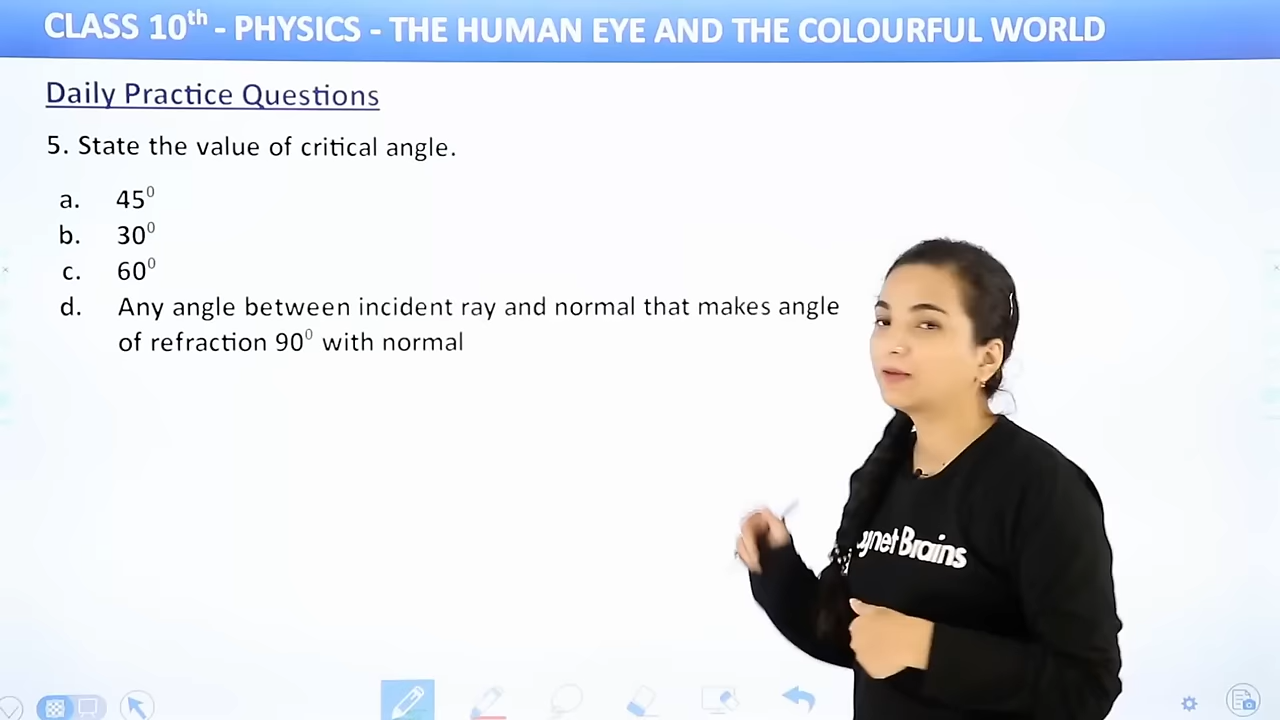 CLASS 10th - PHYSICS - THE HUMAN EYE AND THE COLOURFUL WORLD
Daily Practice Questions
5. State the value of critical angle.
a. 45⁰
b. 30⁰
c. 60⁰
d. Any angle between incident ray and normal that makes angle
of refraction 90⁰ with normal
Brains